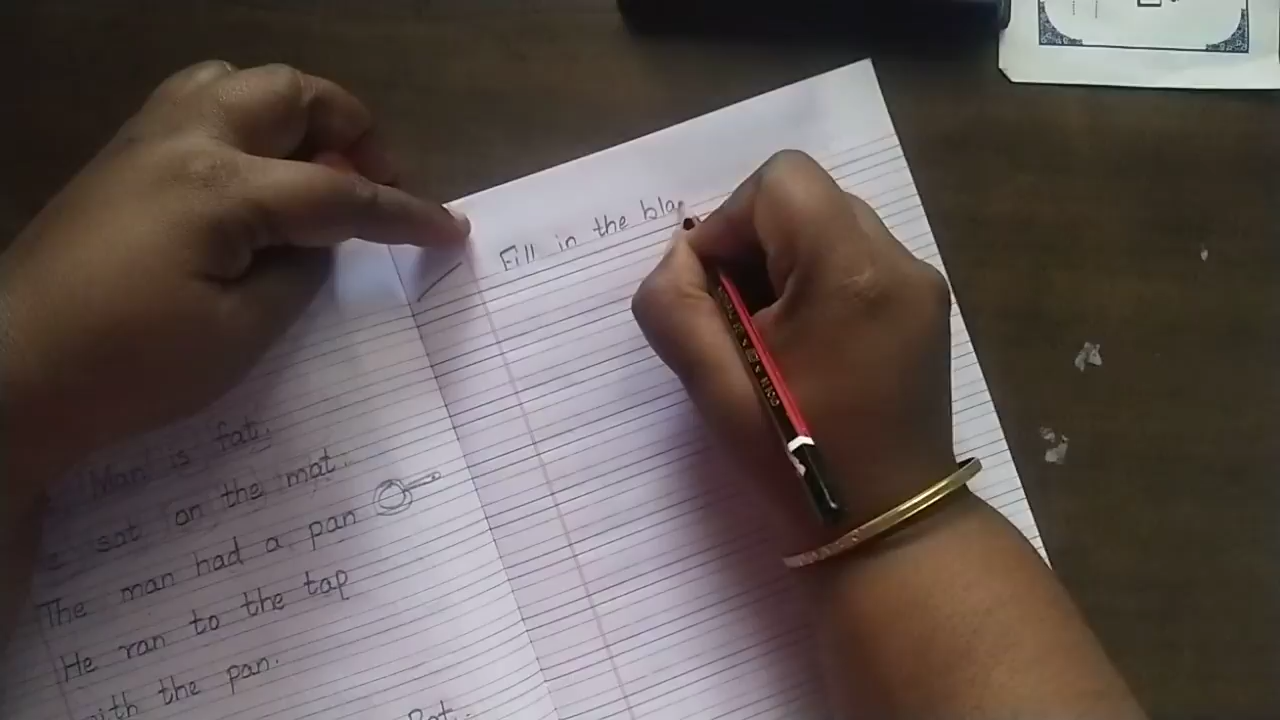 Fill in the bla
Man is fat.
sat on the mat.
The man had a pan
He ran to the tap
the pan.